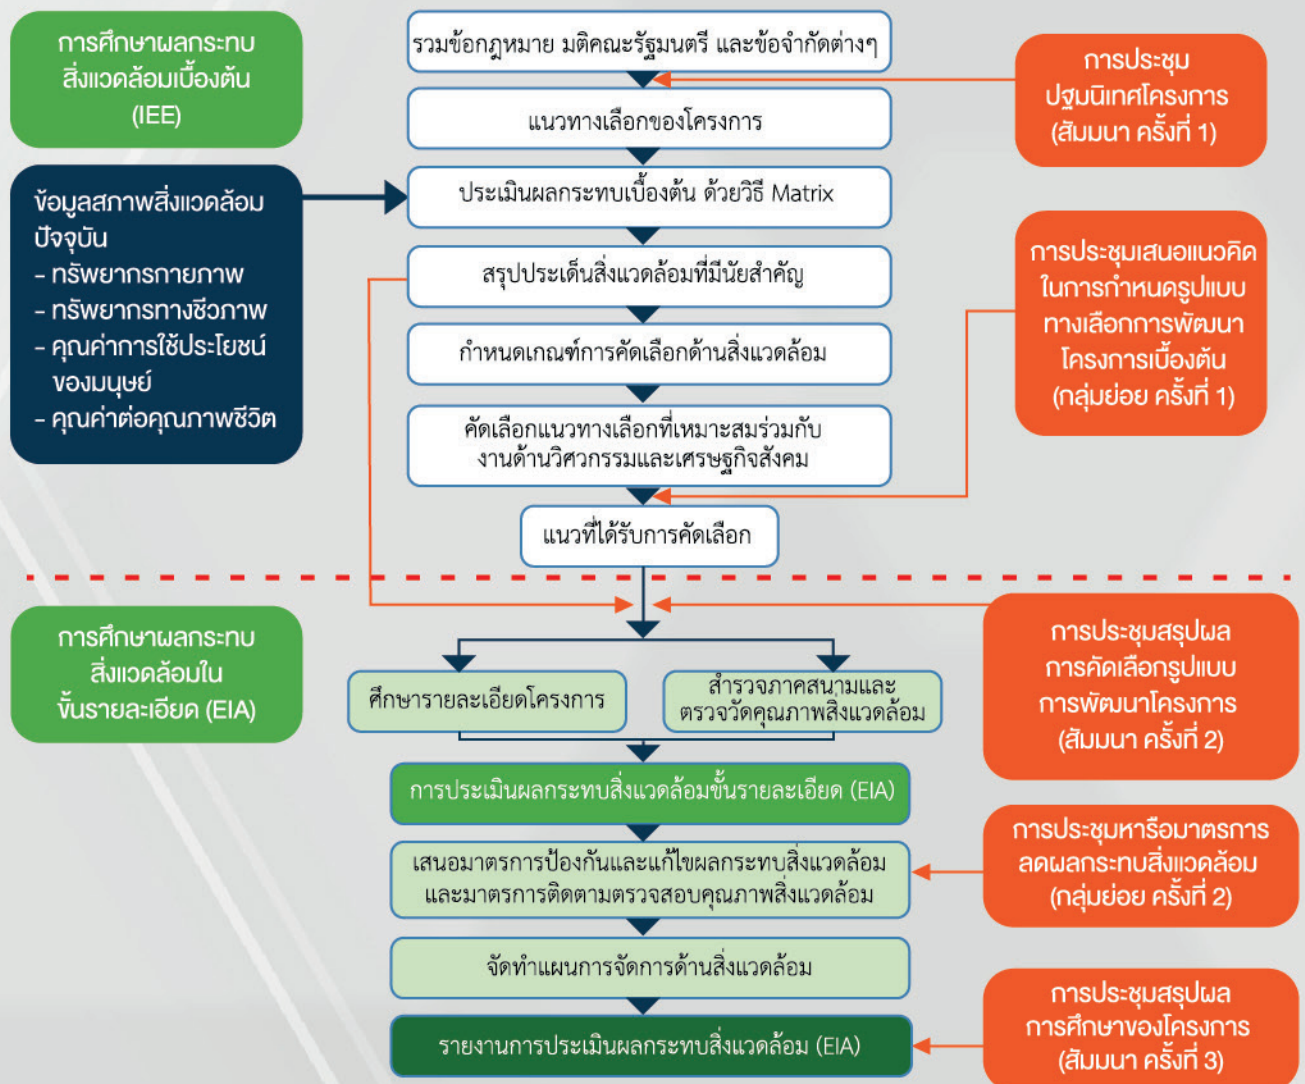 การศึกษาผลกระทบ
สิ่งแวดล้อมเบื้องต้น
(IEE)
รวมข้อกฎหมาย มติคณะรัฐมนตรี และข้อจำกัดต่างๆ
การประชุม
ปฐมนิเทศโครงการ
(สัมมนา ครั้งที่ 1)
แนวทางเลือกของโครงการ
ข้อมูลสภาพสิ่งแวดล้อม
ปัจจุบัน
- ทรัพยากรกายภาพ
- ทรัพยากรทางชีวภาพ
- คุณค่าการใช้ประโยชน์
ของมนุษย์
- คุณค่าต่อคุณภาพชีวิต
ประเมินผลกระทบเบื้องต้น ด้วยวิธี Matrix
สรุปประเด็นสิ่งแวดล้อมที่มีนัยสำคัญ
การประชุมเสนอแนวคิด
ในการกำหนดรูปแบบ
ทางเลือกการพัฒนา
โครงการเบื้องต้น
(กลุ่มย่อย ครั้งที่ 1)
กำหนดเกณฑ์การคัดเลือกด้านสิ่งแวดล้อม
คัดเลือกแนวทางเลือกที่เหมาะสมร่วมกับ
งานด้านวิศวกรรมและเศรษฐกิจสังคม
แนวที่ได้รับการคัดเลือก
การศึกษาผลกระทบ
สิ่งแวดล้อมใน
ขั้นรายละเอียด (EIA)
การประชุมสรุปผล
การคัดเลือกรูปแบบ
การพัฒนาโครงการ
(สัมมนา ครั้งที่ 2)
ศึกษารายละเอียดโครงการ
สำรวจภาคสนามและ
ตรวจวัดคุณภาพสิ่งแวดล้อม
การประเมินผลกระทบสิ่งแวดล้อมขั้นรายละเอียด (EIA)
เสนอมาตรการป้องกันและแก้ไขผลกระทบสิ่งแวดล้อม
และมาตรการติดตามตรวจสอบคุณภาพสิ่งแวดล้อม
การประชุมหารือมาตรการ
ลดผลกระทบสิ่งแวดล้อม
(กลุ่มย่อย ครั้งที่ 2)
จัดทำแผนการจัดการด้านสิ่งแวดล้อม
รายงานการประเมินผลกระทบสิ่งแวดล้อม (EIA)
การประชุมสรุปผล
การศึกษาของโครงการ
(สัมมนา ครั้งที่ 3)